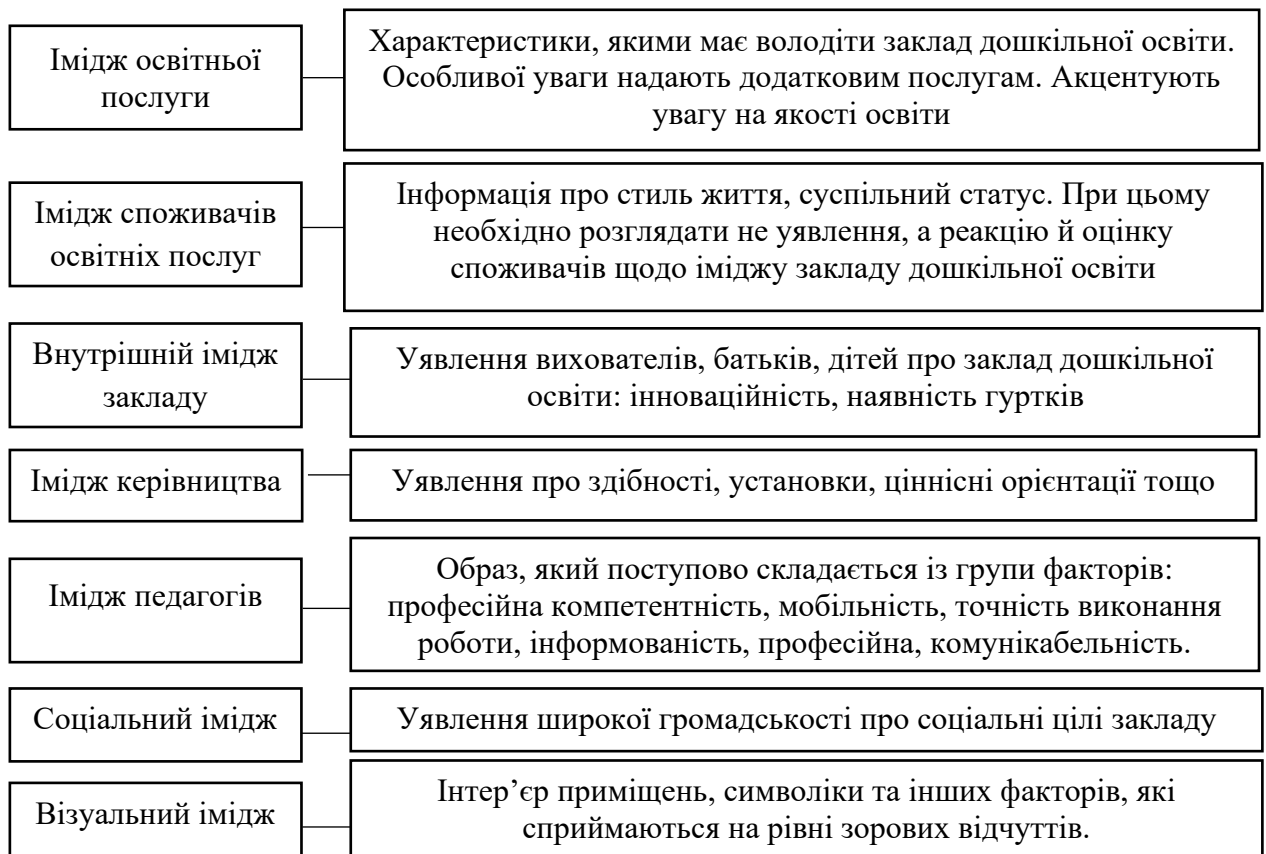 Імідж освітньої
послуги
Характеристики, якими має володіти заклад дошкільної освіти.
Особливої уваги надають додатковим послугам. Акцентують
увагу на якості освіти
Імідж споживачів
освітніх послуг
Інформація про стиль життя, суспільний статус. При цьому
необхідно розглядати не уявлення, а реакцію й оцінку
споживачів щодо іміджу закладу дошкільної освіти
Внутрішній імідж
закладу
Уявлення вихователів, батьків, дітей про заклад дошкільної
освіти: інноваційність, наявність гуртків
Імідж керівництва
Уявлення про здібності, установки, ціннісні орієнтації тощо
Імідж педагогів
Образ, який поступово складається із групи факторів:
професійна компетентність, мобільність, точність виконання
роботи, інформованість, професійна, комунікабельність.
Соціальний імідж
Уявлення широкої громадськості про соціальні цілі закладу
Візуальний імідж
Інтер’єр приміщень, символіки та інших факторів, які
сприймаються на рівні зорових відчуттів.